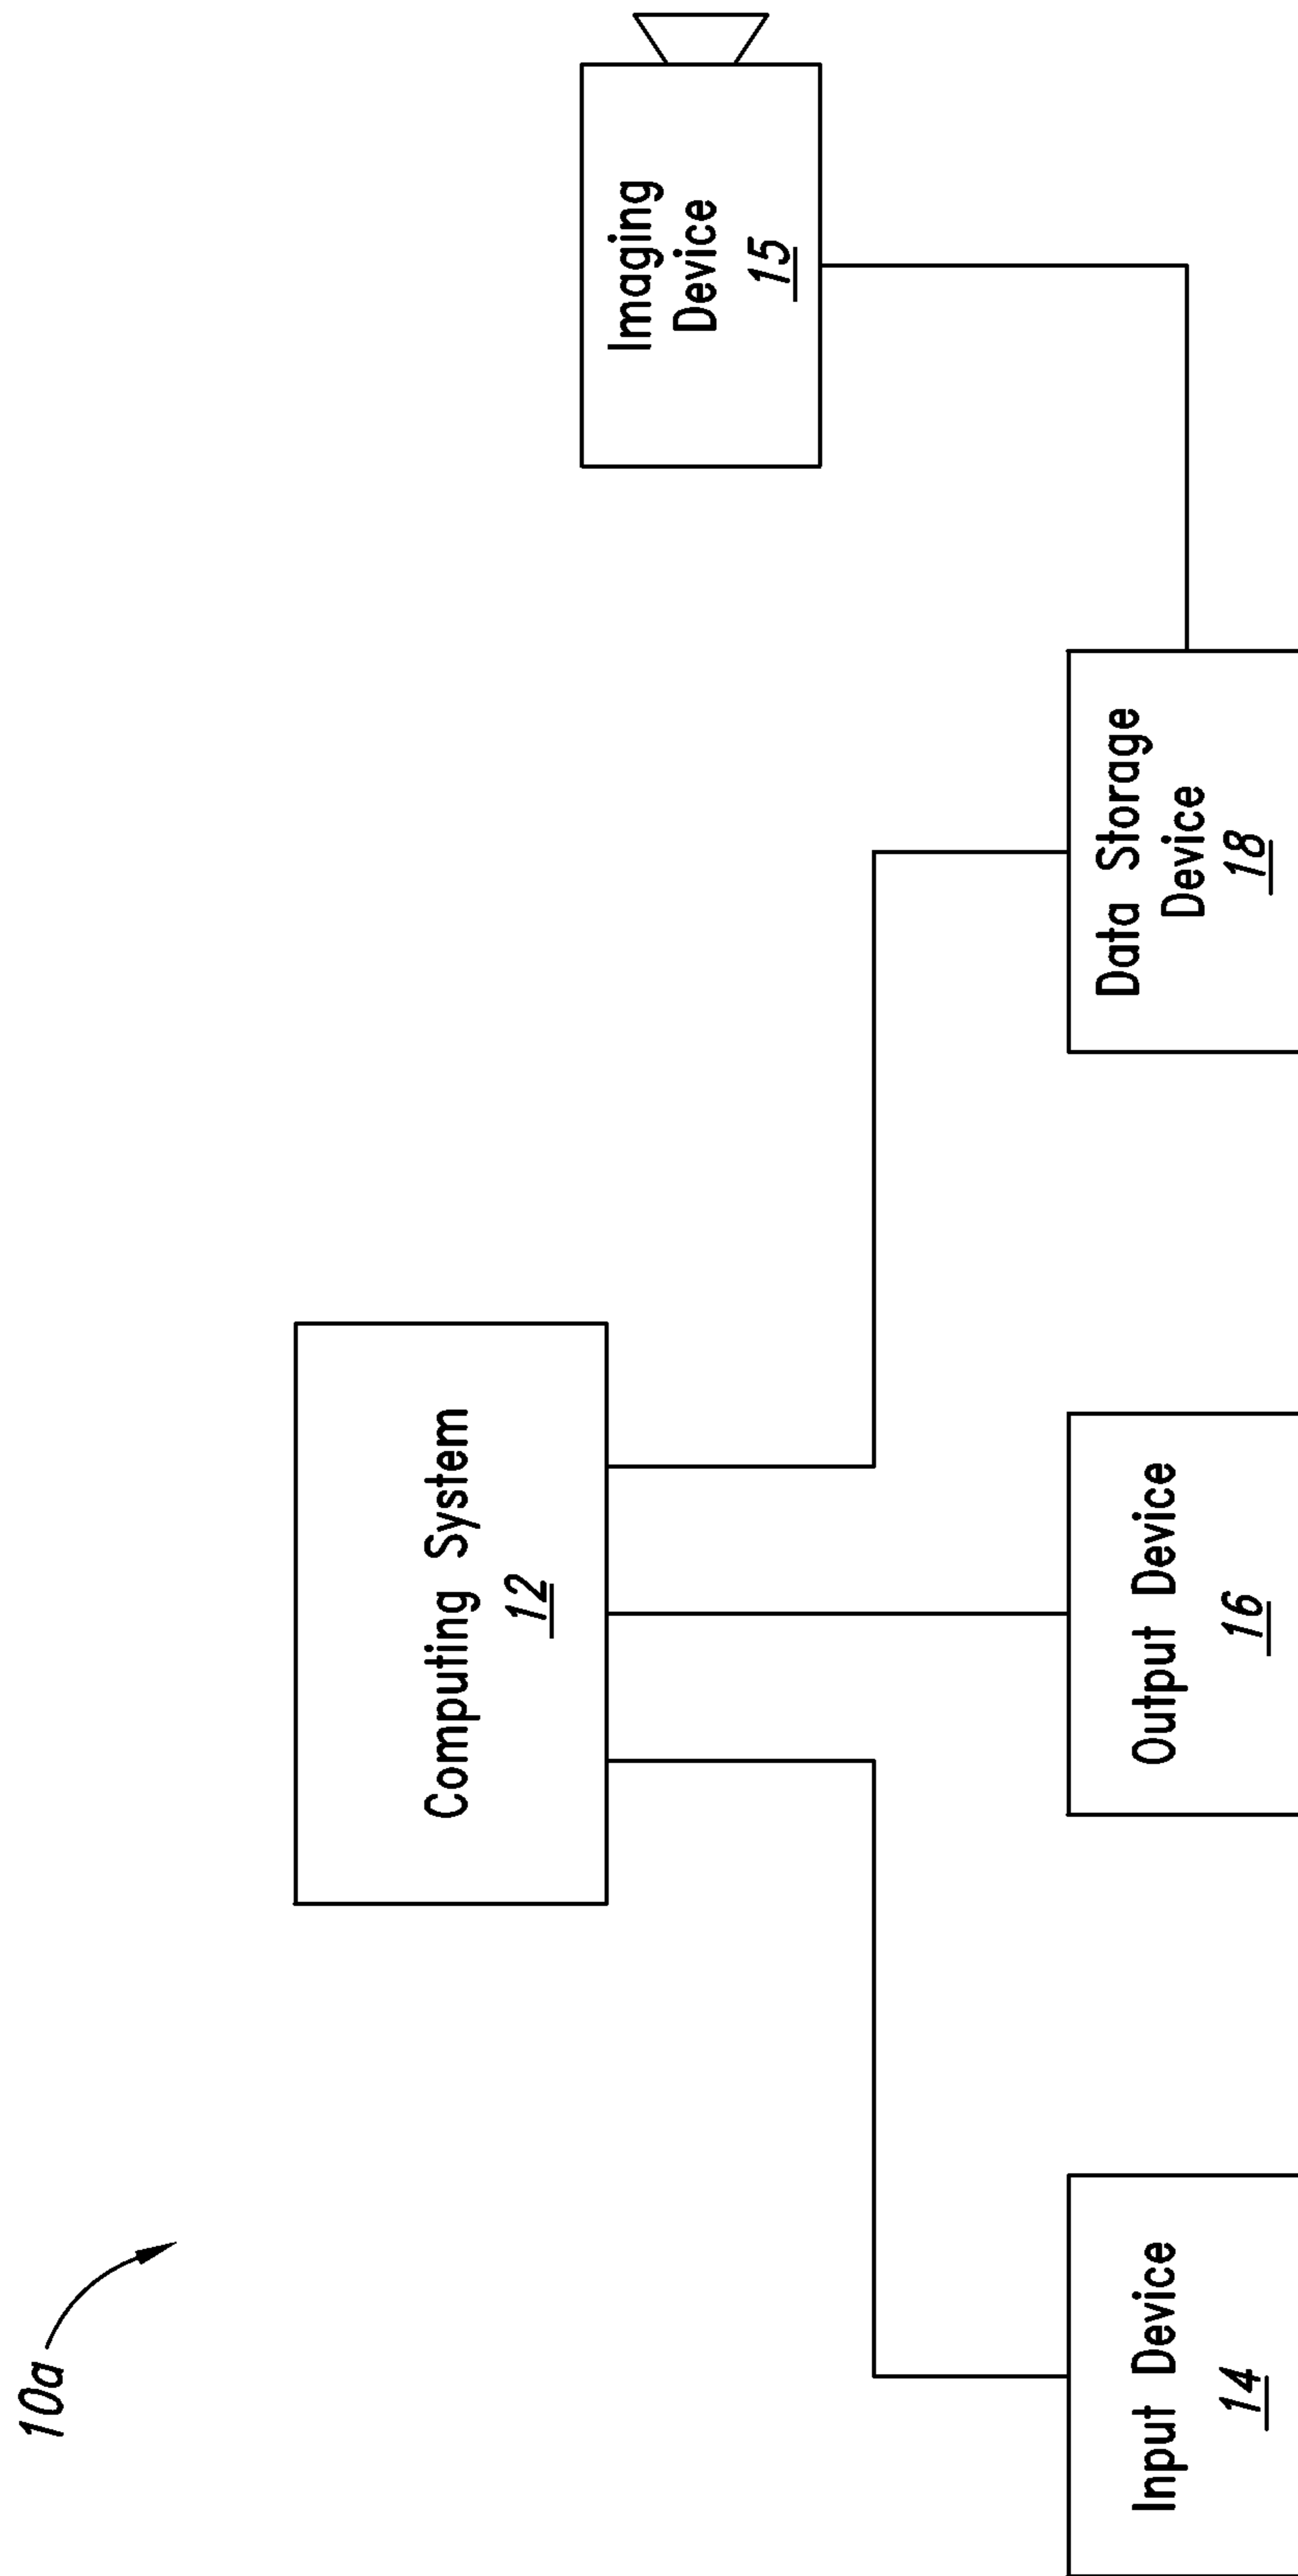 10a
Computing System
12
Imaging
Device
15
Input Device
14
Output Device
16
Data Storage
Device
18